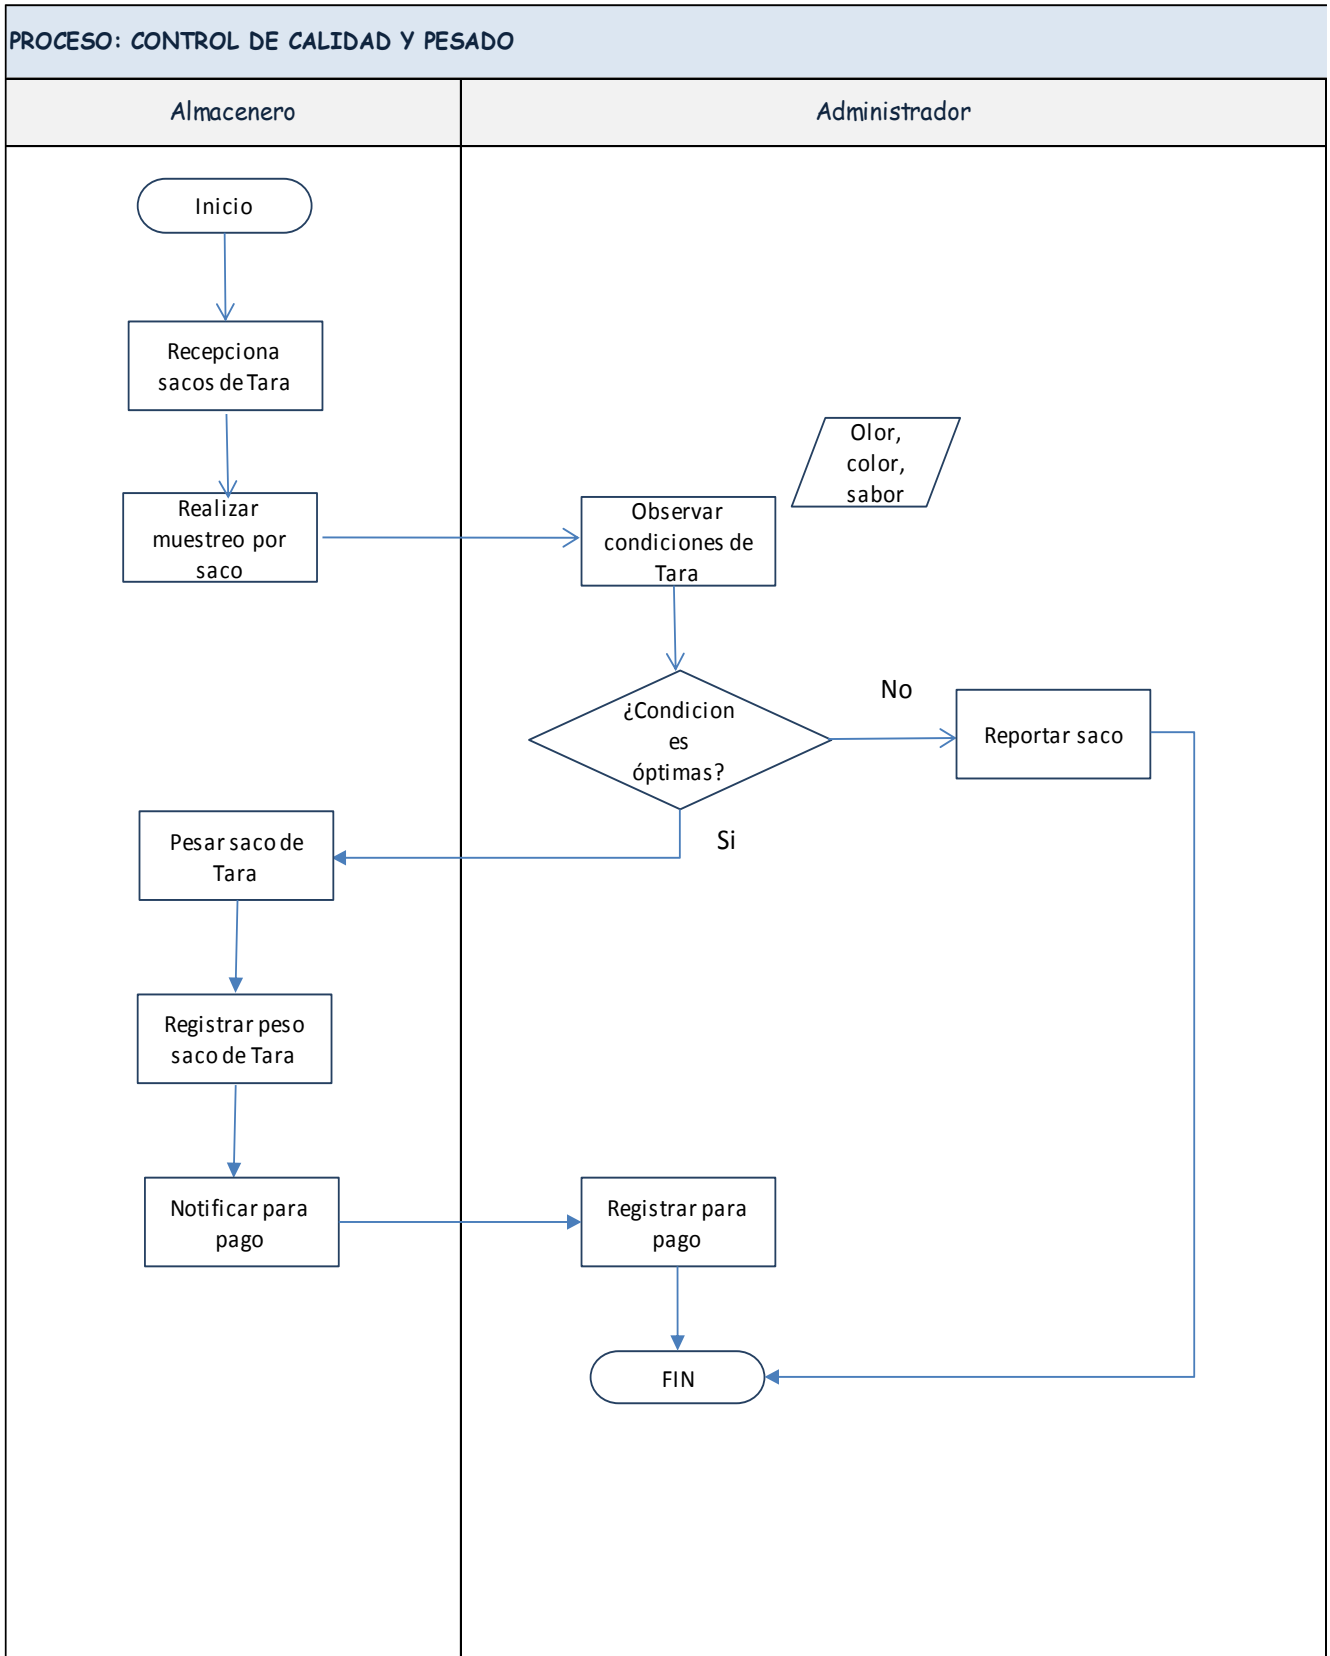 PROCESO: CONTROL DE CALIDAD Y PESADO
Almacenero
Administrador
Inicio
Recepciona
sacos de Tara
Realizar
muestreo por
saco
Olor,
color,
sabor
Observar
condiciones de
Tara
¿Condicion
es
óptimas?
No
Reportar saco
Si
Pesar saco de
Tara
Registrar peso
saco de Tara
Notificar para
pago
Registrar para
pago
FIN